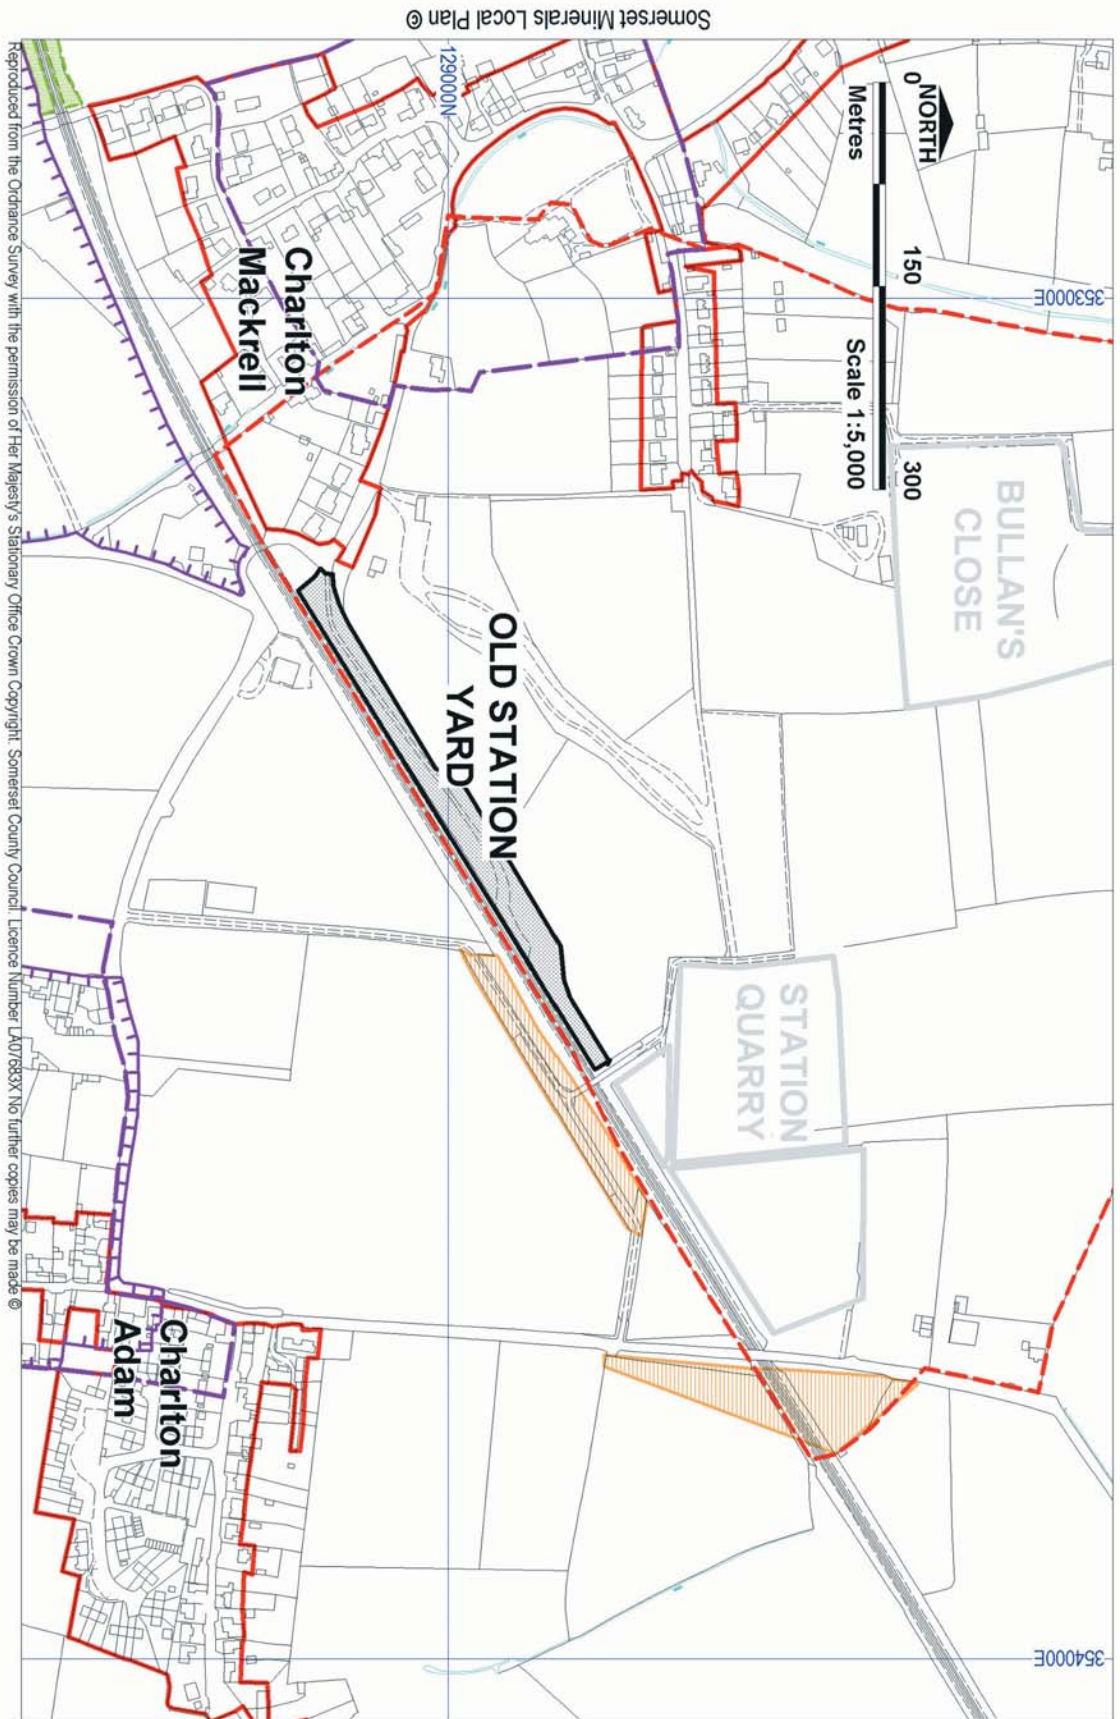 Somerset Minerals Local Plan ©
NORTH
0
150
300
Metres
Scale 1:5,000
353000E
354000E
129000N
BULLAN'S
CLOSE
STATION
QUARRY
OLD STATION
YARD
Charlton
Mackrell
Charlton
Adam
Reproduced from the Ordnance Survey with the permission of Her Majesty's Stationary Office Crown Copyright. Somerset County Council. Licence Number LA07683X No further copies may be made ©